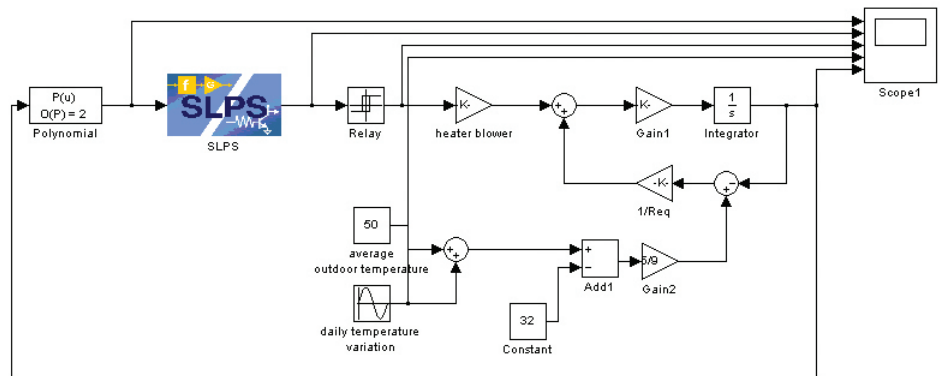 Scope1
P(u)
O(P) = 2
Polynomial
f
G
SLPS
SLPS
Relay
K-
heater blower
+
+
K-
Gain1
1
s
Integrator
-K-
1/Req
+
−
50
average
outdoor temperature
+
+
+
−
Add1
5/9
Gain2
32
Constant
daily temperature
variation